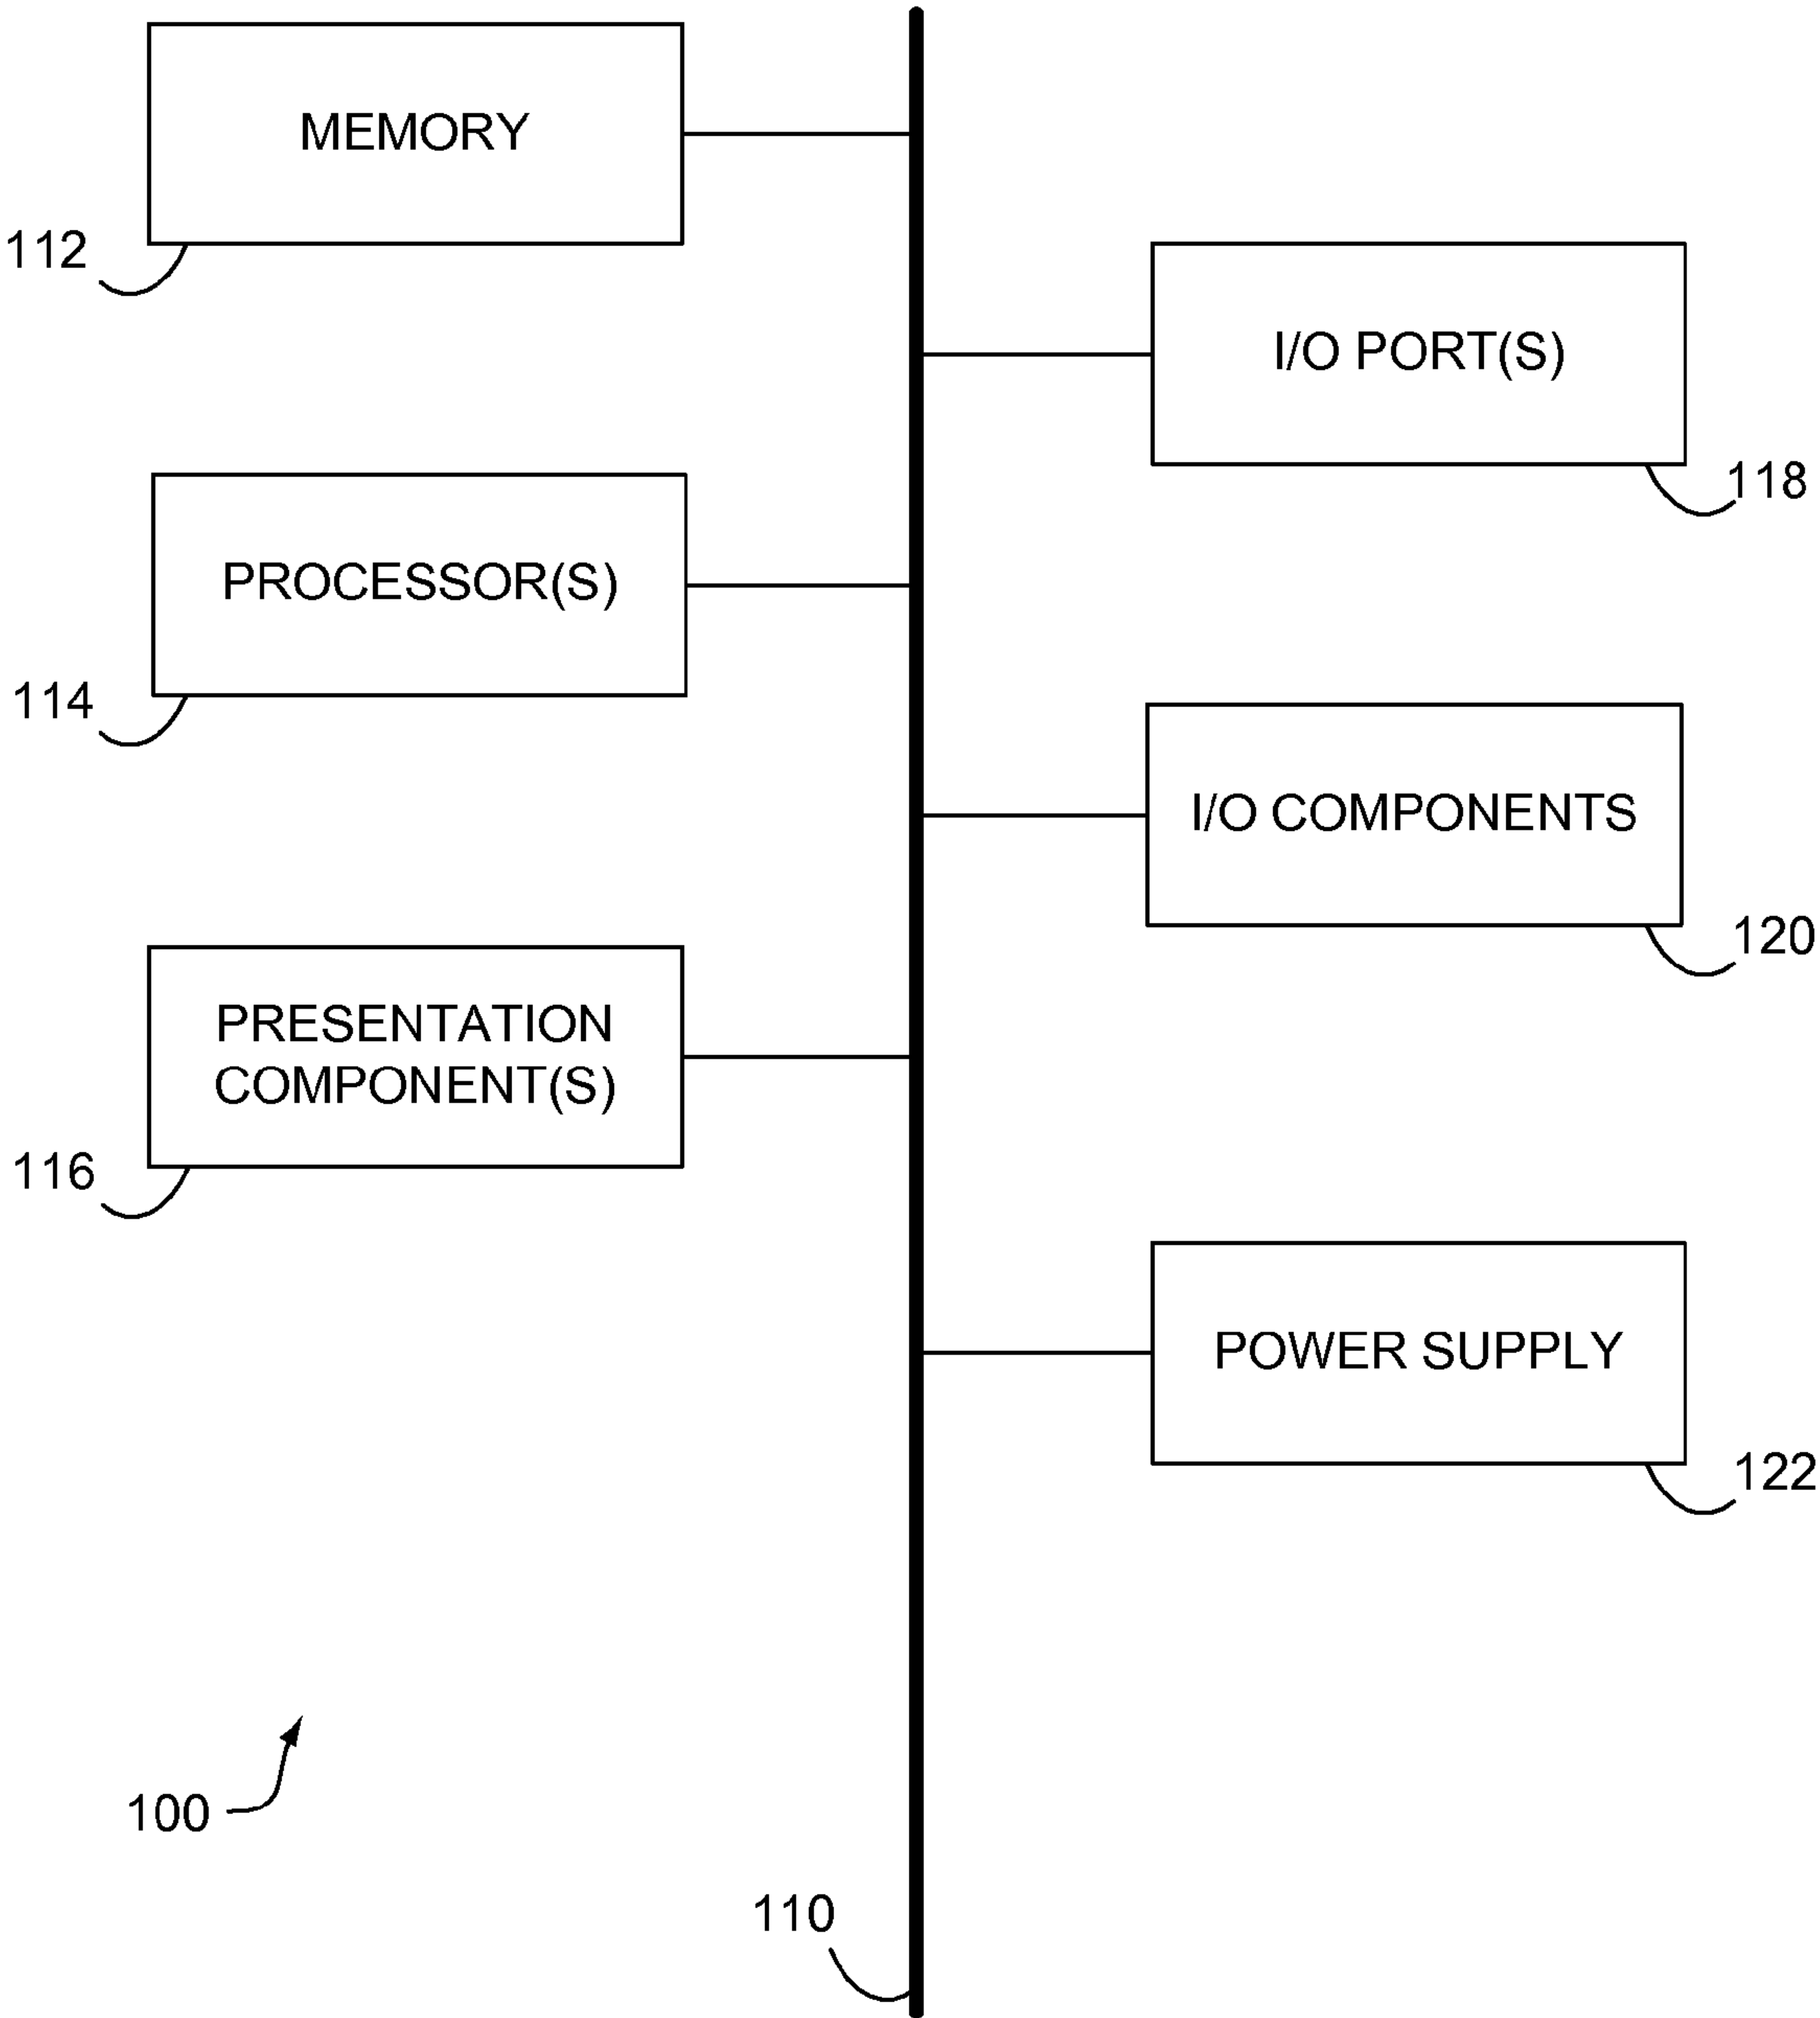 MEMORY
112
I/O PORT(S)
118
PROCESSOR(S)
114
I/O COMPONENTS
120
PRESENTATION
COMPONENT(S)
116
POWER SUPPLY
122
100
110